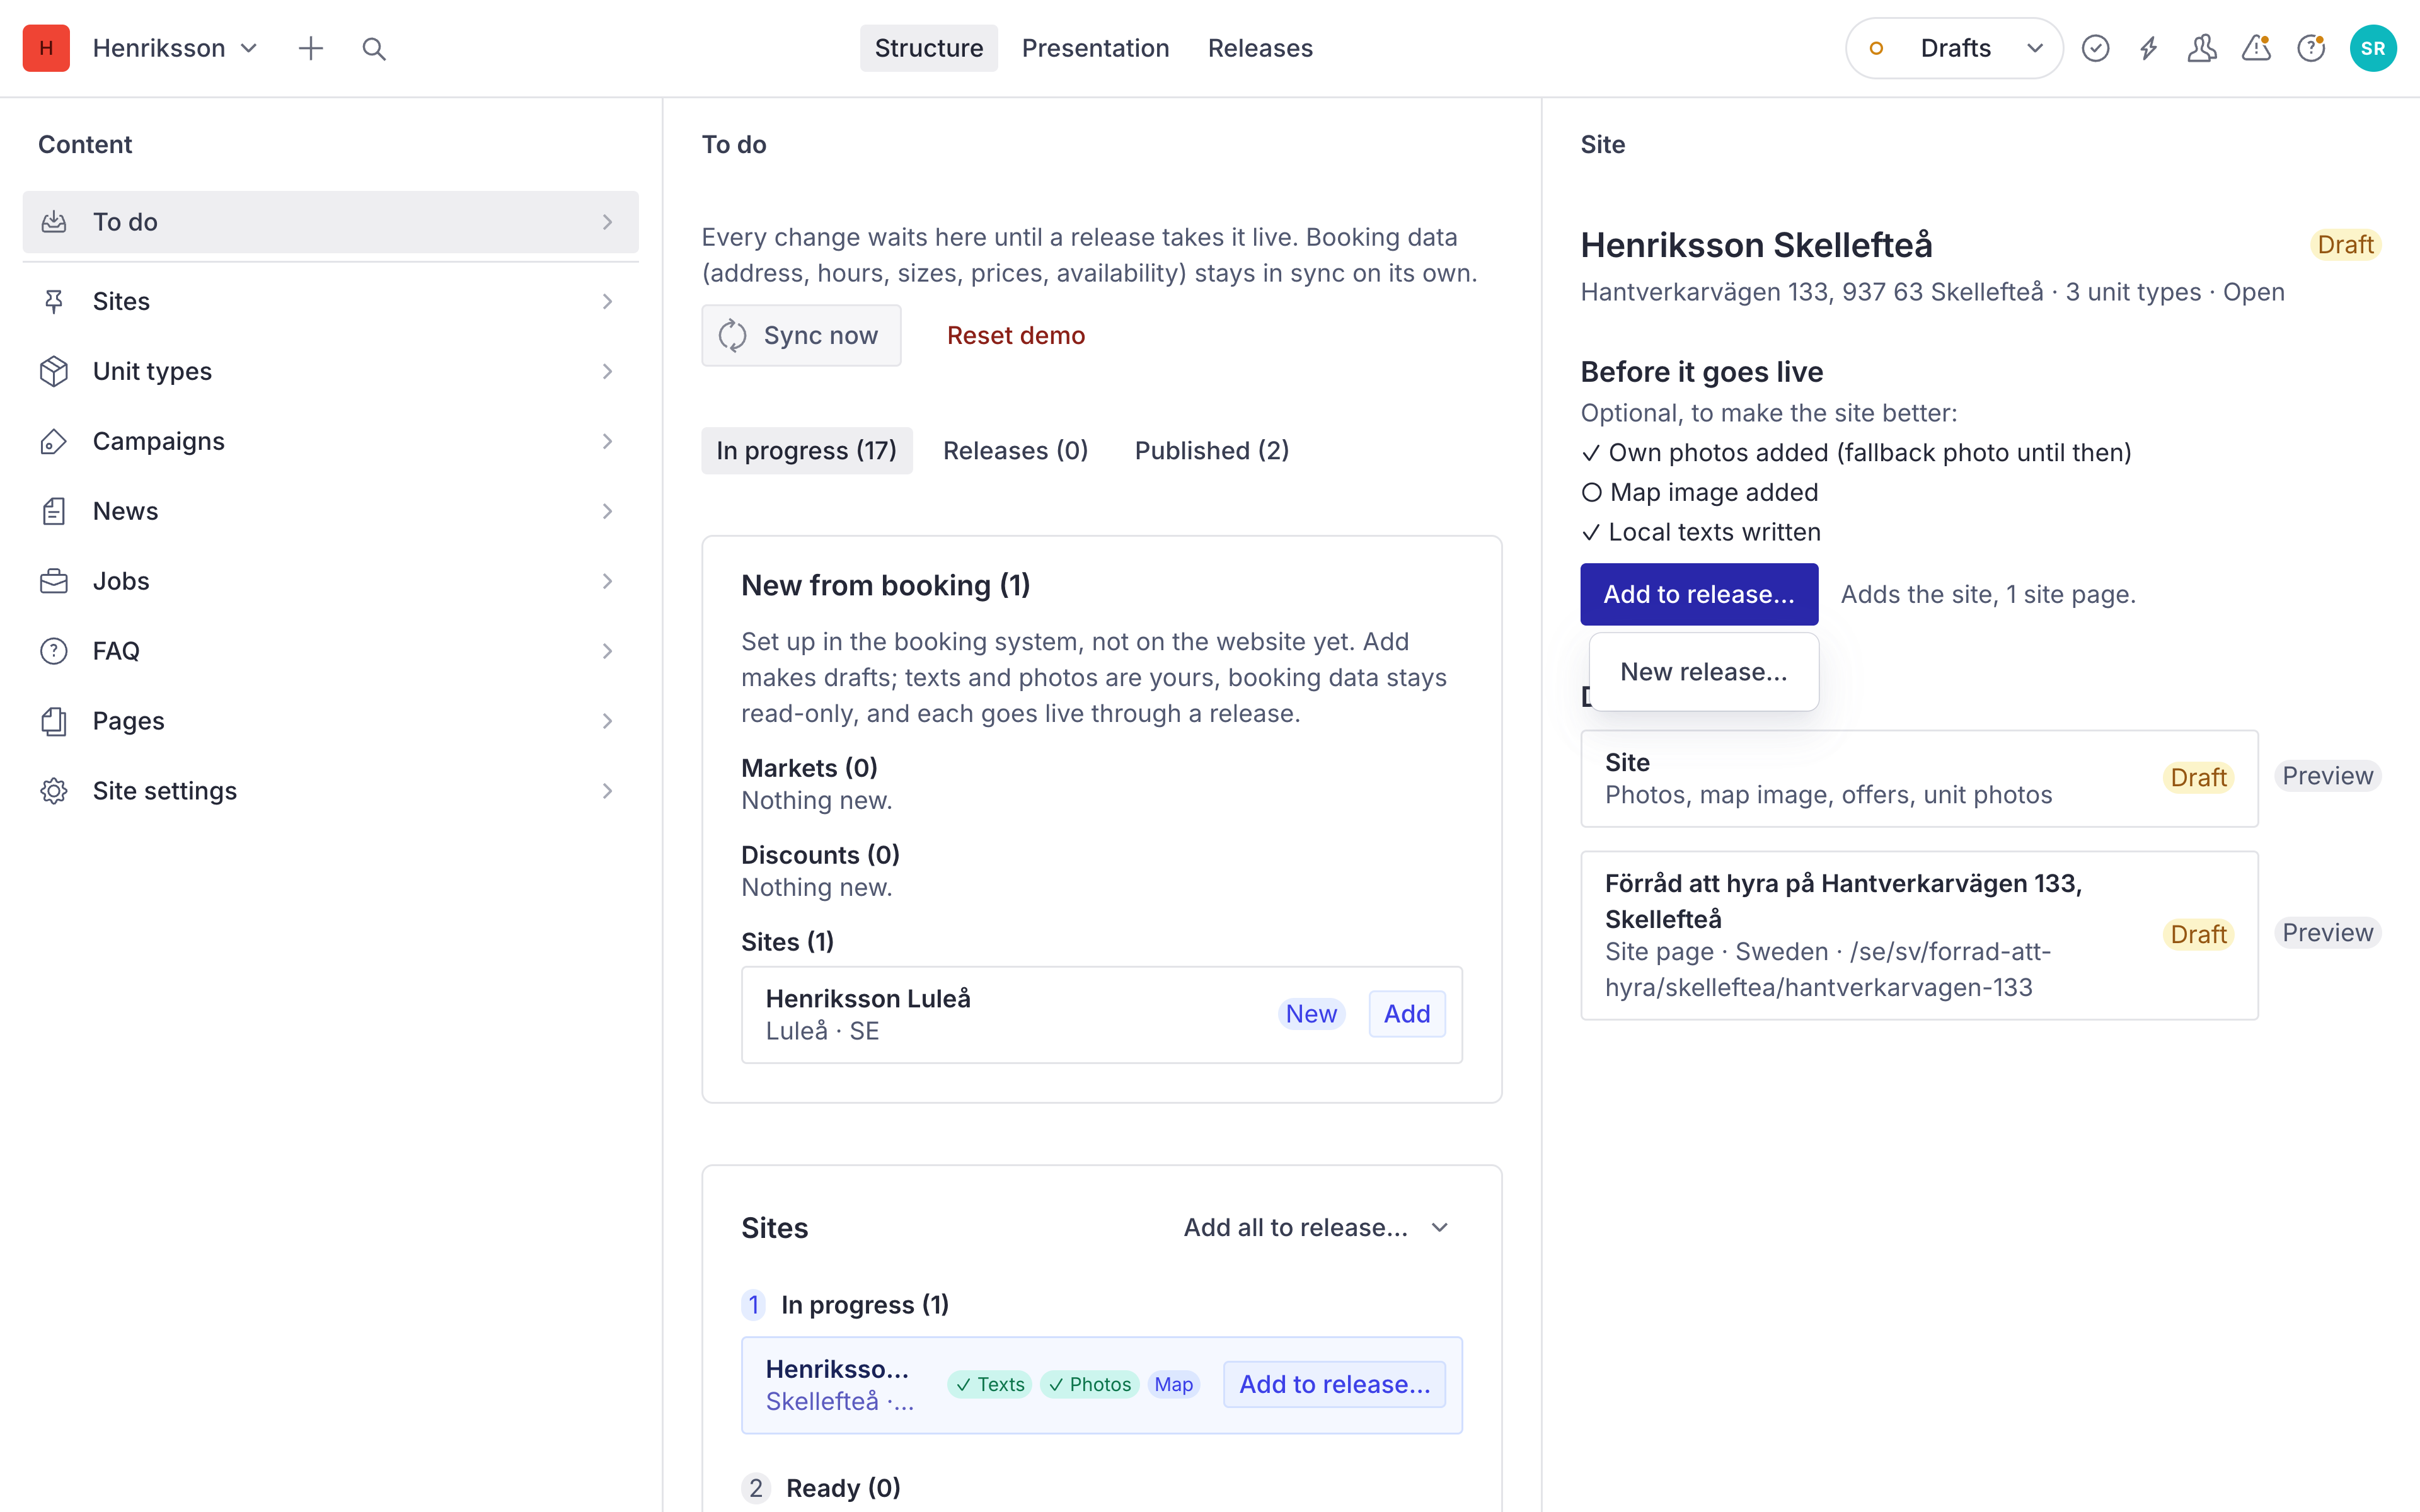 H Henriksson
Structure Presentation Releases
Drafts
SR
Content
To do
Sites
Unit types
Campaigns
News
Jobs
FAQ
Pages
Site settings
To do
Every change waits here until a release takes it live. Booking data
(address, hours, sizes, prices, availability) stays in sync on its own.
Sync now Reset demo
In progress (17) Releases (0) Published (2)
New from booking (1)
Set up in the booking system, not on the website yet. Add
makes drafts; texts and photos are yours, booking data stays
read-only, and each goes live through a release.
Markets (0)
Nothing new.
Discounts (0)
Nothing new.
Sites (1)
Henriksson Luleå
Luleå · SE
New Add
Sites Add all to release...
1 In progress (1)
Henriksso...
Skellefteå ·...
✓ Texts ✓ Photos Map Add to release...
2 Ready (0)
Site
Henriksson Skellefteå Draft
Hantverkarvägen 133, 937 63 Skellefteå · 3 unit types · Open
Before it goes live
Optional, to make the site better:
✓ Own photos added (fallback photo until then)
○ Map image added
✓ Local texts written
Add to release... Adds the site, 1 site page.
New release...
Site
Photos, map image, offers, unit photos
Draft Preview
Förråd att hyra på Hantverkarvägen 133,
Skellefteå
Site page · Sweden · /se/sv/forrad-att-
hyra/skelleftea/hantverkarvagen-133
Draft Preview